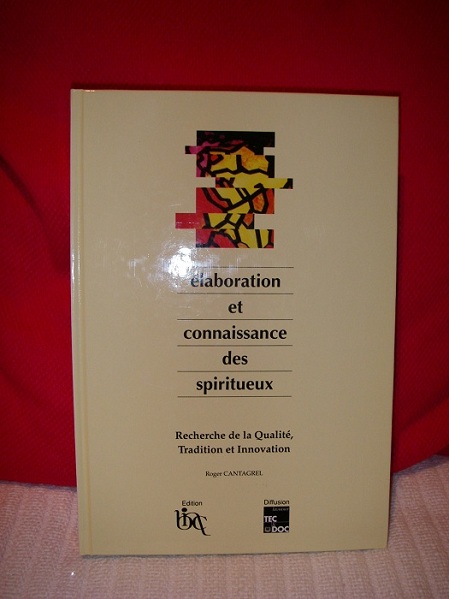 élaboration
et
connaissance
des
spiritueux
Recherche de la Qualité,
Tradition et Innovation
Roger CANTAGREL
Edition
Diffusion
TEC
DOC